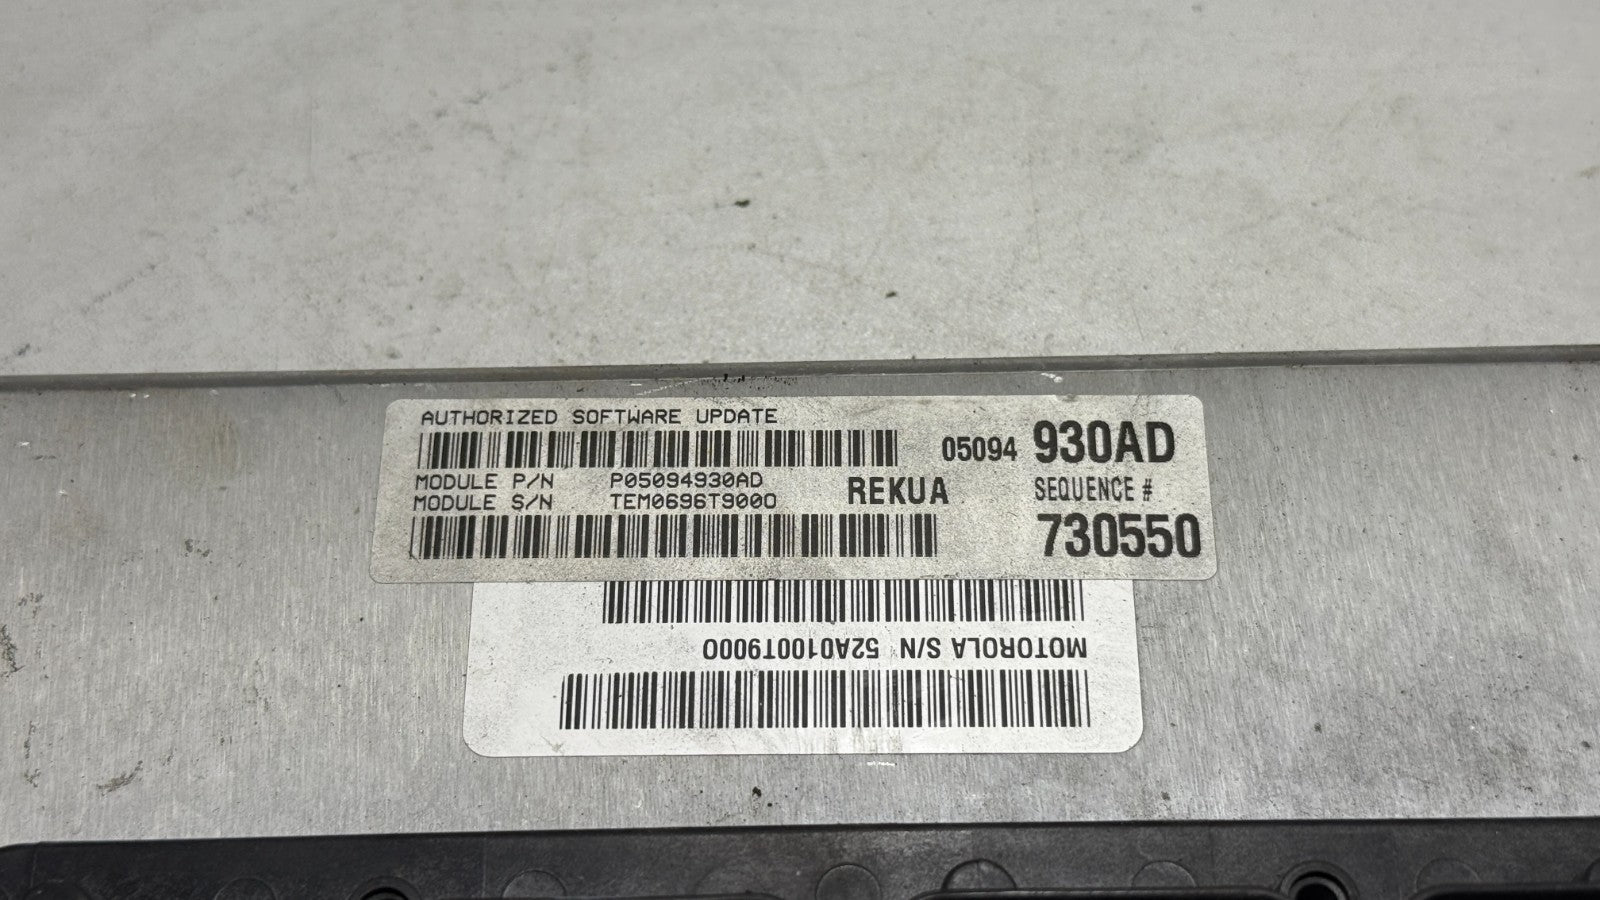 AUTHORIZED SOFTWARE UPDATE
05094 930AD
MODULE P/N P05094930AD
MODULE S/N TEM0696T9000
REKUA
SEQUENCE #
730550
MOTOROLA S/N 52A0100T9000